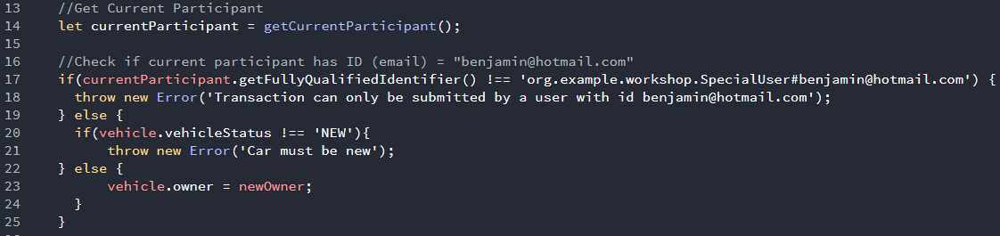 13 //Get Current Participant
14 let currentParticipant = getCurrentParticipant();
15
16 //Check if current participant has ID (email) = "benjamin@hotmail.com"
17 if(currentParticipant.getFullyQualifiedIdentifier() !== 'org.example.workshop.SpecialUser#benjamin@hotmail.com') {
18 throw new Error('Transaction can only be submitted by a user with id benjamin@hotmail.com');
19 } else {
20 if(vehicle.vehicleStatus !== 'NEW'){
21 throw new Error('Car must be new');
22 } else {
23 vehicle.owner = newOwner;
24 }
25 }